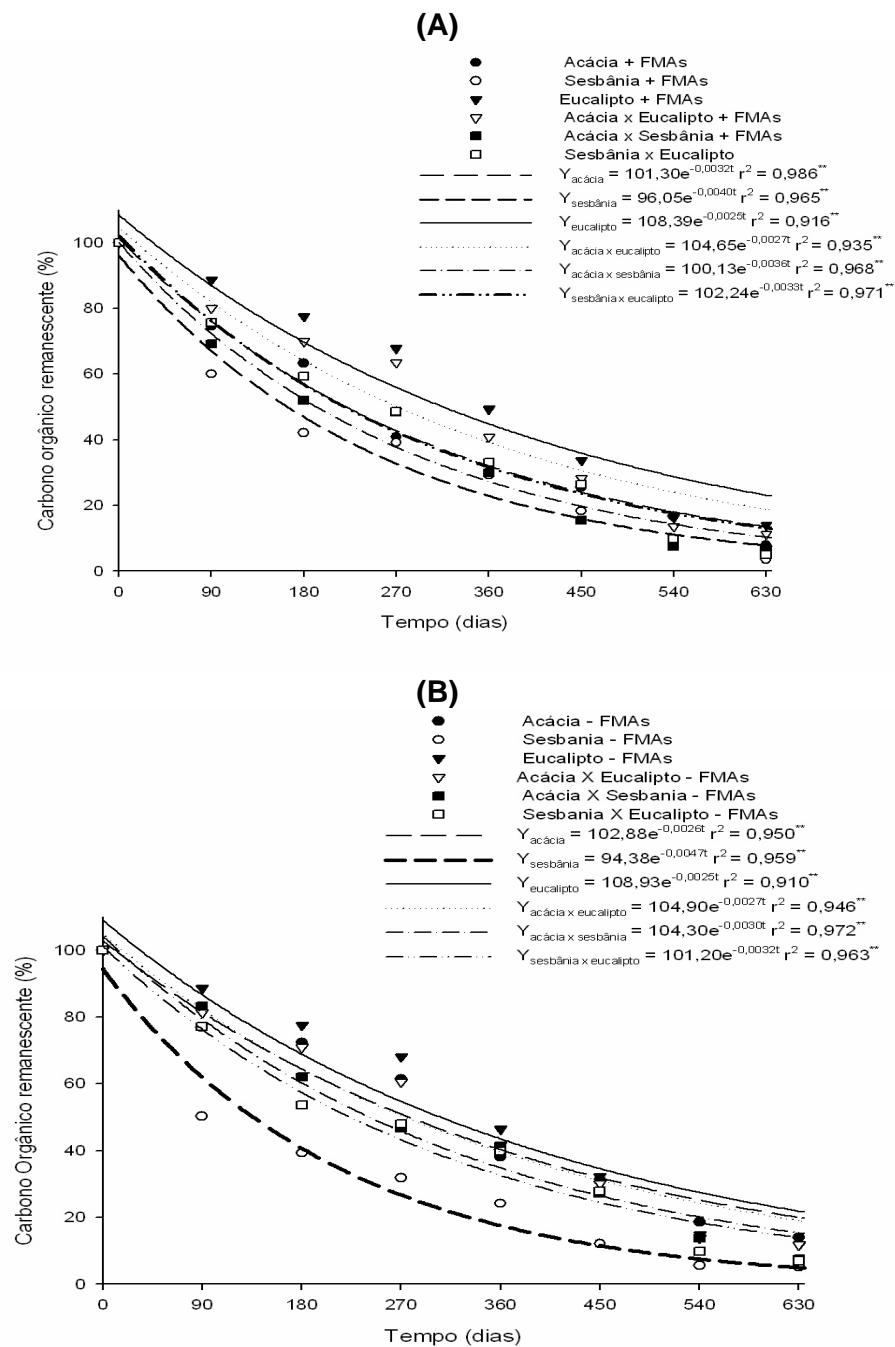 (A)
Acácia + FMAs
Sesbânia + FMAs
Eucalipto + FMAs
Acácia x Eucalipto + FMAs
Acácia x Sesbânia + FMAs
Sesbânia x Eucalipto
Yacácia = 101,30e-0,0032t r2 = 0,986**
Ysesbânia = 96,05e-0,0040t r2 = 0,965**
Yeucalipto = 108,39e-0,0025t r2 = 0,916**
Yacácia x eucalipto = 104,65e-0,0027t r2 = 0,935**
Yacácia x sesbânia = 100,13e-0,0036t r2 = 0,968**
Ysesbânia x eucalipto = 102,24e-0,0033t r2 = 0,971**
Carbono orgânico remanescente (%)
100
80
60
40
20
0
0 90 180 270 360 450 540 630
Tempo (dias)
(B)
Acácia - FMAs
Sesbania - FMAs
Eucalipto - FMAs
Acácia X Eucalipto - FMAs
Acácia X Sesbania - FMAs
Sesbania X Eucalipto - FMAs
Yacácia = 102,88e-0,0026t r2 = 0,950**
Ysesbânia = 94,38e-0,0047t r2 = 0,959**
Yeucalipto = 108,93e-0,0025t r2 = 0,910**
Yacácia x eucalipto = 104,90e-0,0027t r2 = 0,946**
Yacácia x sesbânia = 104,30e-0,0030t r2 = 0,972**
Ysesbânia x eucalipto = 101,20e-0,0032t r2 = 0,963**
Carbono Orgânico remanescente (%)
100
80
60
40
20
0
0 90 180 270 360 450 540 630
Tempo (dias)